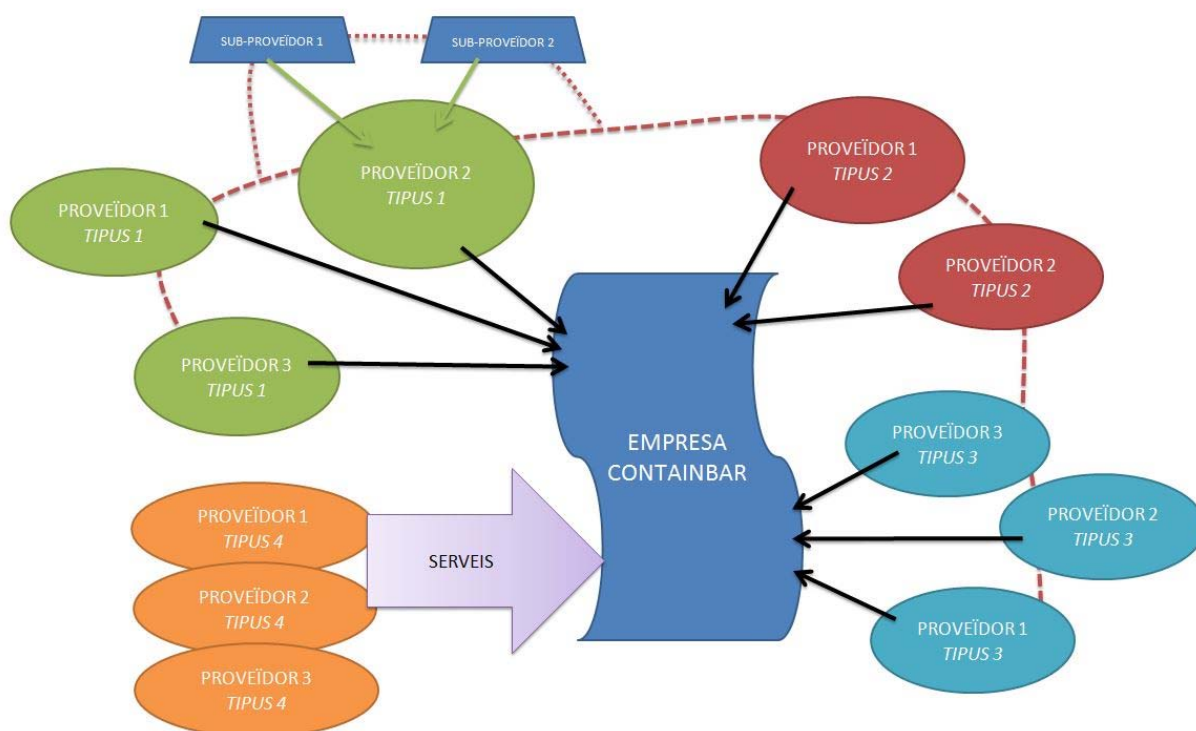 SUB-PROVEÏDOR 1
SUB-PROVEÏDOR 2
PROVEÏDOR 1
TIPUS 2
PROVEÏDOR 2
TIPUS 1
PROVEÏDOR 1
TIPUS 1
PROVEÏDOR 2
TIPUS 2
PROVEÏDOR 3
TIPUS 1
PROVEÏDOR 3
TIPUS 3
EMPRESA
CONTAINBAR
PROVEÏDOR 1
TIPUS 4
PROVEÏDOR 2
TIPUS 3
SERVEIS
PROVEÏDOR 2
TIPUS 4
PROVEÏDOR 1
TIPUS 3
PROVEÏDOR 3
TIPUS 4